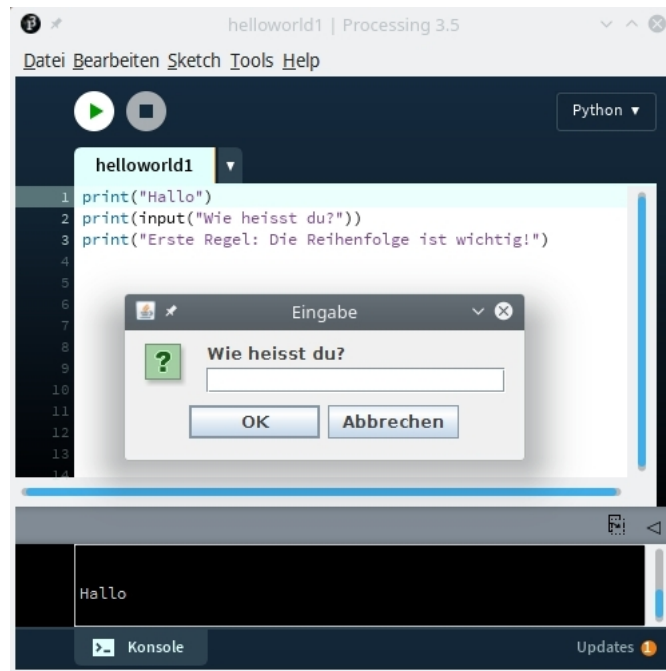 helloworld1 | Processing 3.5
Datei Bearbeiten Sketch Tools Help
Python ▼
helloworld1 ▼
1 print("Hallo")
2 print(input("Wie heisst du?"))
3 print("Erste Regel: Die Reihenfolge ist wichtig!")
4
5
6
7
8
9
10
11
12
13
14
Eingabe
?
Wie heisst du?
OK Abbrechen
Hallo
>_ Konsole
Updates 1